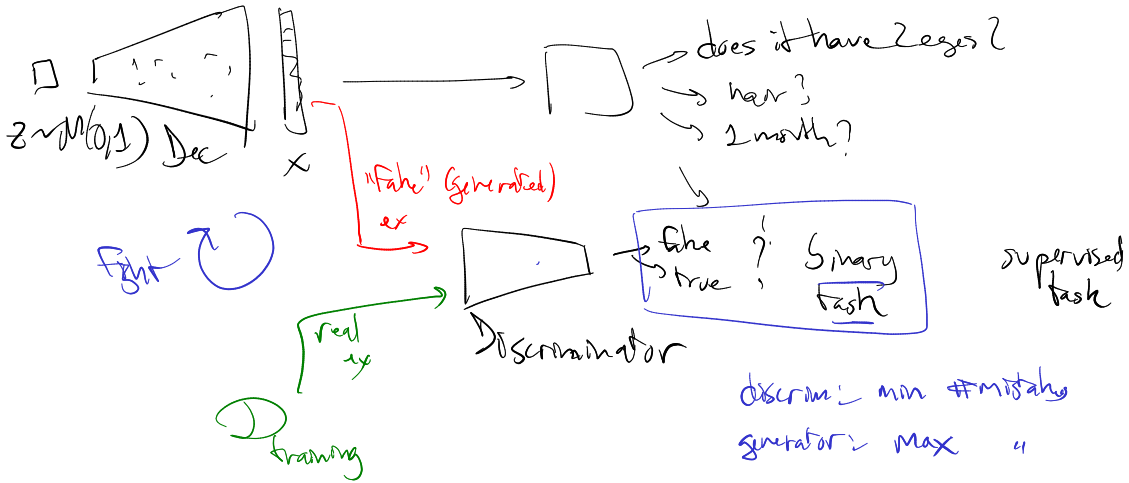 does it have 2 eyes?
hair?
1 mouth?
z~N(0,1) Dec
x
"Fake" (generated)
ex
Fight
fake
true
?
binary
task
supervised
task
Discriminator
real
ex
D
training
discrim: min #mistakes
generator: max "